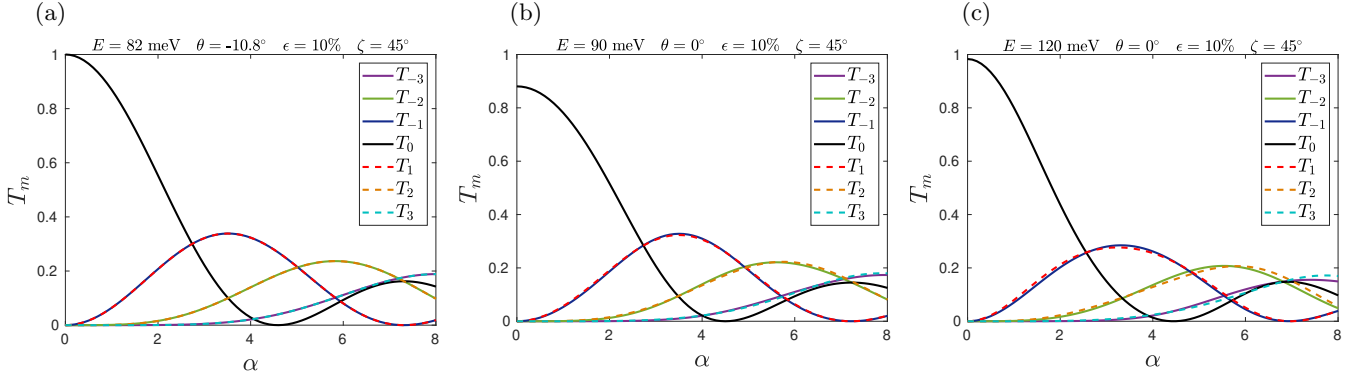 (a)
E = 82 meV θ = -10.8° ϵ = 10% ζ = 45°
1
0.8
0.6
0.4
0.2
0
0 2 4 6 8
T_m
α
T_{-3}
T_{-2}
T_{-1}
T_0
T_1
T_2
T_3
(b)
E = 90 meV θ = 0° ϵ = 10% ζ = 45°
1
0.8
0.6
0.4
0.2
0
0 2 4 6 8
T_m
α
T_{-3}
T_{-2}
T_{-1}
T_0
T_1
T_2
T_3
(c)
E = 120 meV θ = 0° ϵ = 10% ζ = 45°
1
0.8
0.6
0.4
0.2
0
0 2 4 6 8
T_m
α
T_{-3}
T_{-2}
T_{-1}
T_0
T_1
T_2
T_3